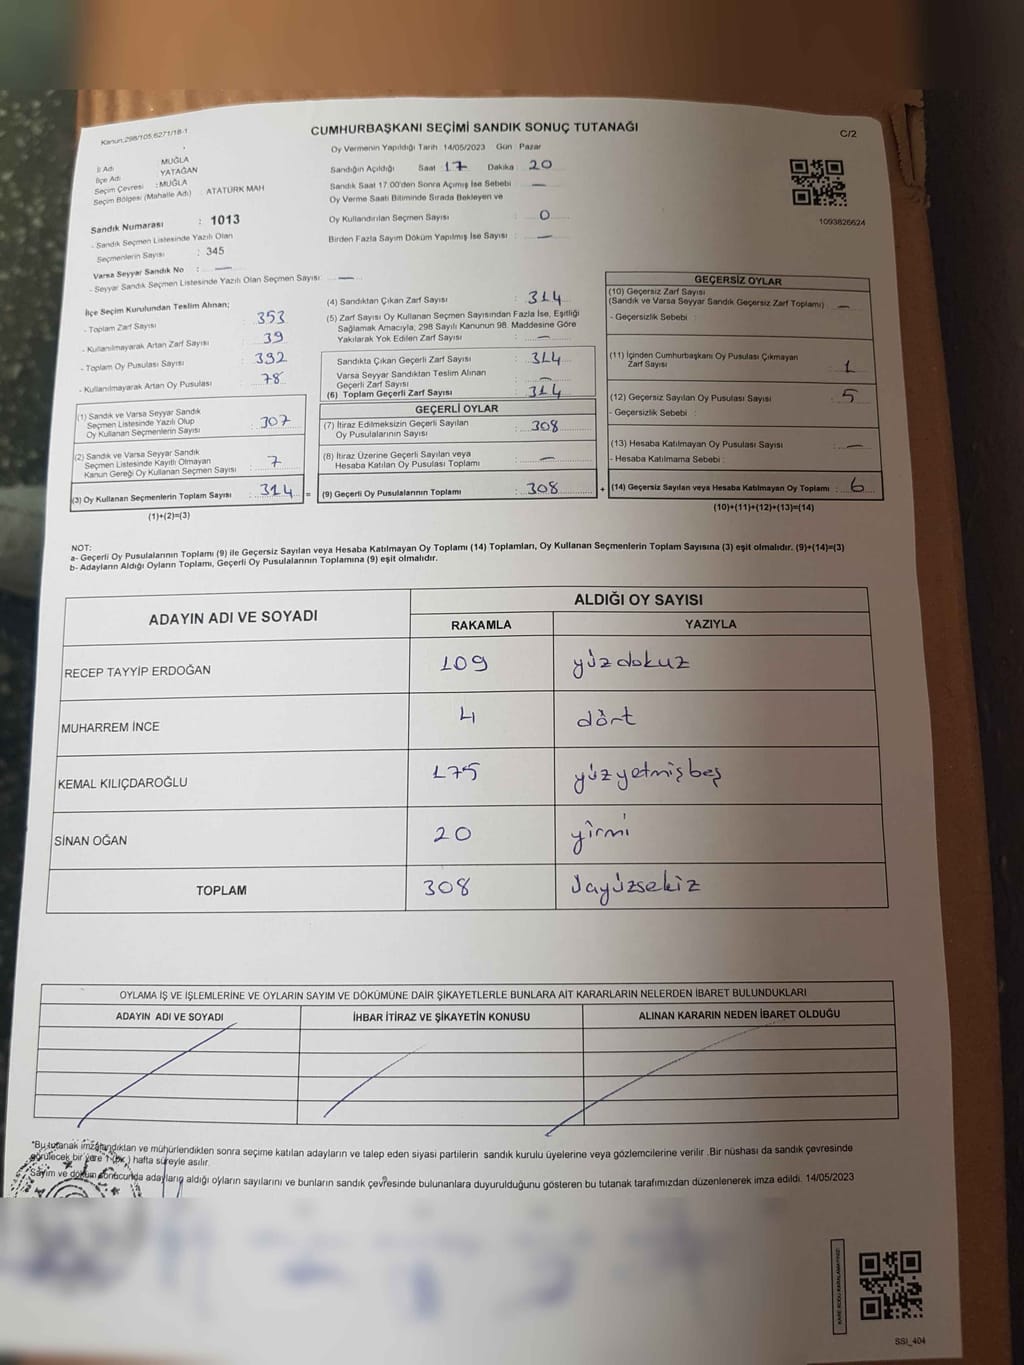 Kanun,298/105,6271/18-1
CUMHURBAŞKANI SEÇİMİ SANDIK SONUÇ TUTANAĞI
C/2
İl Adı MUĞLA
İlçe Adı YATAĞAN
Seçim Çevresi : MUĞLA
Seçim Bölgesi (Mahalle Adı) : ATATÜRK MAH
Sandık Numarası : 1013
- Sandık Seçmen Listesinde Yazılı Olan
Seçmenlerin Sayısı : 345
Varsa Seyyar Sandık No : —
- Seyyar Sandık Seçmen Listesinde Yazılı Olan Seçmen Sayısı: —
Oy Vermenin Yapıldığı Tarih 14/05/2023 Gün Pazar
Sandığın Açıldığı Saat 17 Dakika 20
Sandık Saat 17:00'den Sonra Açımış İse Sebebi —
Oy Verme Saati Bitiminde Sırada Bekleyen ve
Oy Kullandırılan Seçmen Sayısı : 0
Birden Fazla Sayım Döküm Yapılmış İse Sayısı : —
1093826624
İlçe Seçim Kurulundan Teslim Alınan;
- Toplam Zarf Sayısı 353
- Kullanılmayarak Artan Zarf Sayısı 39
- Toplam Oy Pusulası Sayısı 392
- Kullanılmayarak Artan Oy Pusulası 78
(1) Sandık ve Varsa Seyyar Sandık
Seçmen Listesinde Yazılı Olup
Oy Kullanan Seçmenlerin Sayısı : 307
(2) Sandık ve Varsa Seyyar Sandık
Seçmen Listesinde Kayıtlı Olmayan
Kanun Gereği Oy Kullanan Seçmen Sayısı : 7
(3) Oy Kullanan Seçmenlerin Toplam Sayısı : 314 =
(1)+(2)=(3)
(4) Sandıktan Çıkan Zarf Sayısı : 314
(5) Zarf Sayısı Oy Kullanan Seçmen Sayısından Fazla İse, Eşitliği
Sağlamak Amacıyla, 298 Sayılı Kanunun 98. Maddesine Göre
Yakılarak Yok Edilen Zarf Sayısı : —
Sandıkta Çıkan Geçerli Zarf Sayısı : 314
Varsa Seyyar Sandıktan Teslim Alınan
Geçerli Zarf Sayısı : —
(6) Toplam Geçerli Zarf Sayısı : 314
GEÇERLİ OYLAR
(7) İtiraz Edilmeksizin Geçerli Sayılan
Oy Pusulalarının Sayısı : 308
(8) İtiraz Üzerine Geçerli Sayılan veya
Hesaba Katılan Oy Pusulası Toplamı : —
(9) Geçerli Oy Pusulalarının Toplamı : 308 +
GEÇERSİZ OYLAR
(10) Geçersiz Zarf Sayısı
(Sandık ve Varsa Seyyar Sandık Geçersiz Zarf Toplamı) : —
- Geçersizlik Sebebi :
(11) İçinden Cumhurbaşkanı Oy Pusulası Çıkmayan
Zarf Sayısı : 1
(12) Geçersiz Sayılan Oy Pusulası Sayısı : 5
- Geçersizlik Sebebi :
(13) Hesaba Katılmayan Oy Pusulası Sayısı : —
- Hesaba Katılmama Sebebi :
(14) Geçersiz Sayılan veya Hesaba Katılmayan Oy Toplamı : 6
(10)+(11)+(12)+(13)=(14)
NOT:
a- Geçerli Oy Pusulalarının Toplamı (9) ile Geçersiz Sayılan veya Hesaba Katılmayan Oy Toplamı (14) Toplamları, Oy Kullanan Seçmenlerin Toplam Sayısına (3) eşit olmalıdır. (9)+(14)=(3)
b- Adayların Aldığı Oyların Toplamı, Geçerli Oy Pusulalarının Toplamına (9) eşit olmalıdır.
ADAYIN ADI VE SOYADI
ALDIĞI OY SAYISI
RAKAMLA YAZIYLA
RECEP TAYYİP ERDOĞAN 109 yüzdokuz
MUHARREM İNCE 4 dört
KEMAL KILIÇDAROĞLU 175 yüzyetmişbeş
SİNAN OĞAN 20 yirmi
TOPLAM 308 üçyüzsekiz
OYLAMA İŞ VE İŞLEMLERİNE VE OYLARIN SAYIM VE DÖKÜMÜNE DAİR ŞİKAYETLERLE BUNLARA AİT KARARLARIN NELERDEN İBARET BULUNDUKLARI
ADAYIN ADI VE SOYADI İHBAR İTİRAZ VE ŞİKAYETİN KONUSU ALINAN KARARIN NEDEN İBARET OLDUĞU
*Bu tutanak imzalandıktan ve mühürlendikten sonra seçime katılan adayların ve talep eden siyasi partilerin sandık kurulu üyelerine veya gözlemcilerine verilir .Bir nüshası da sandık çevresinde
görülecek bir yere 1 (bir) hafta süreyle asılır.
Sayım ve döküm sonucunda adayların aldığı oyların sayılarını ve bunların sandık çevresinde bulunanlara duyurulduğunu gösteren bu tutanak tarafımızdan düzenlenerek imza edildi. 14/05/2023
SSI_404